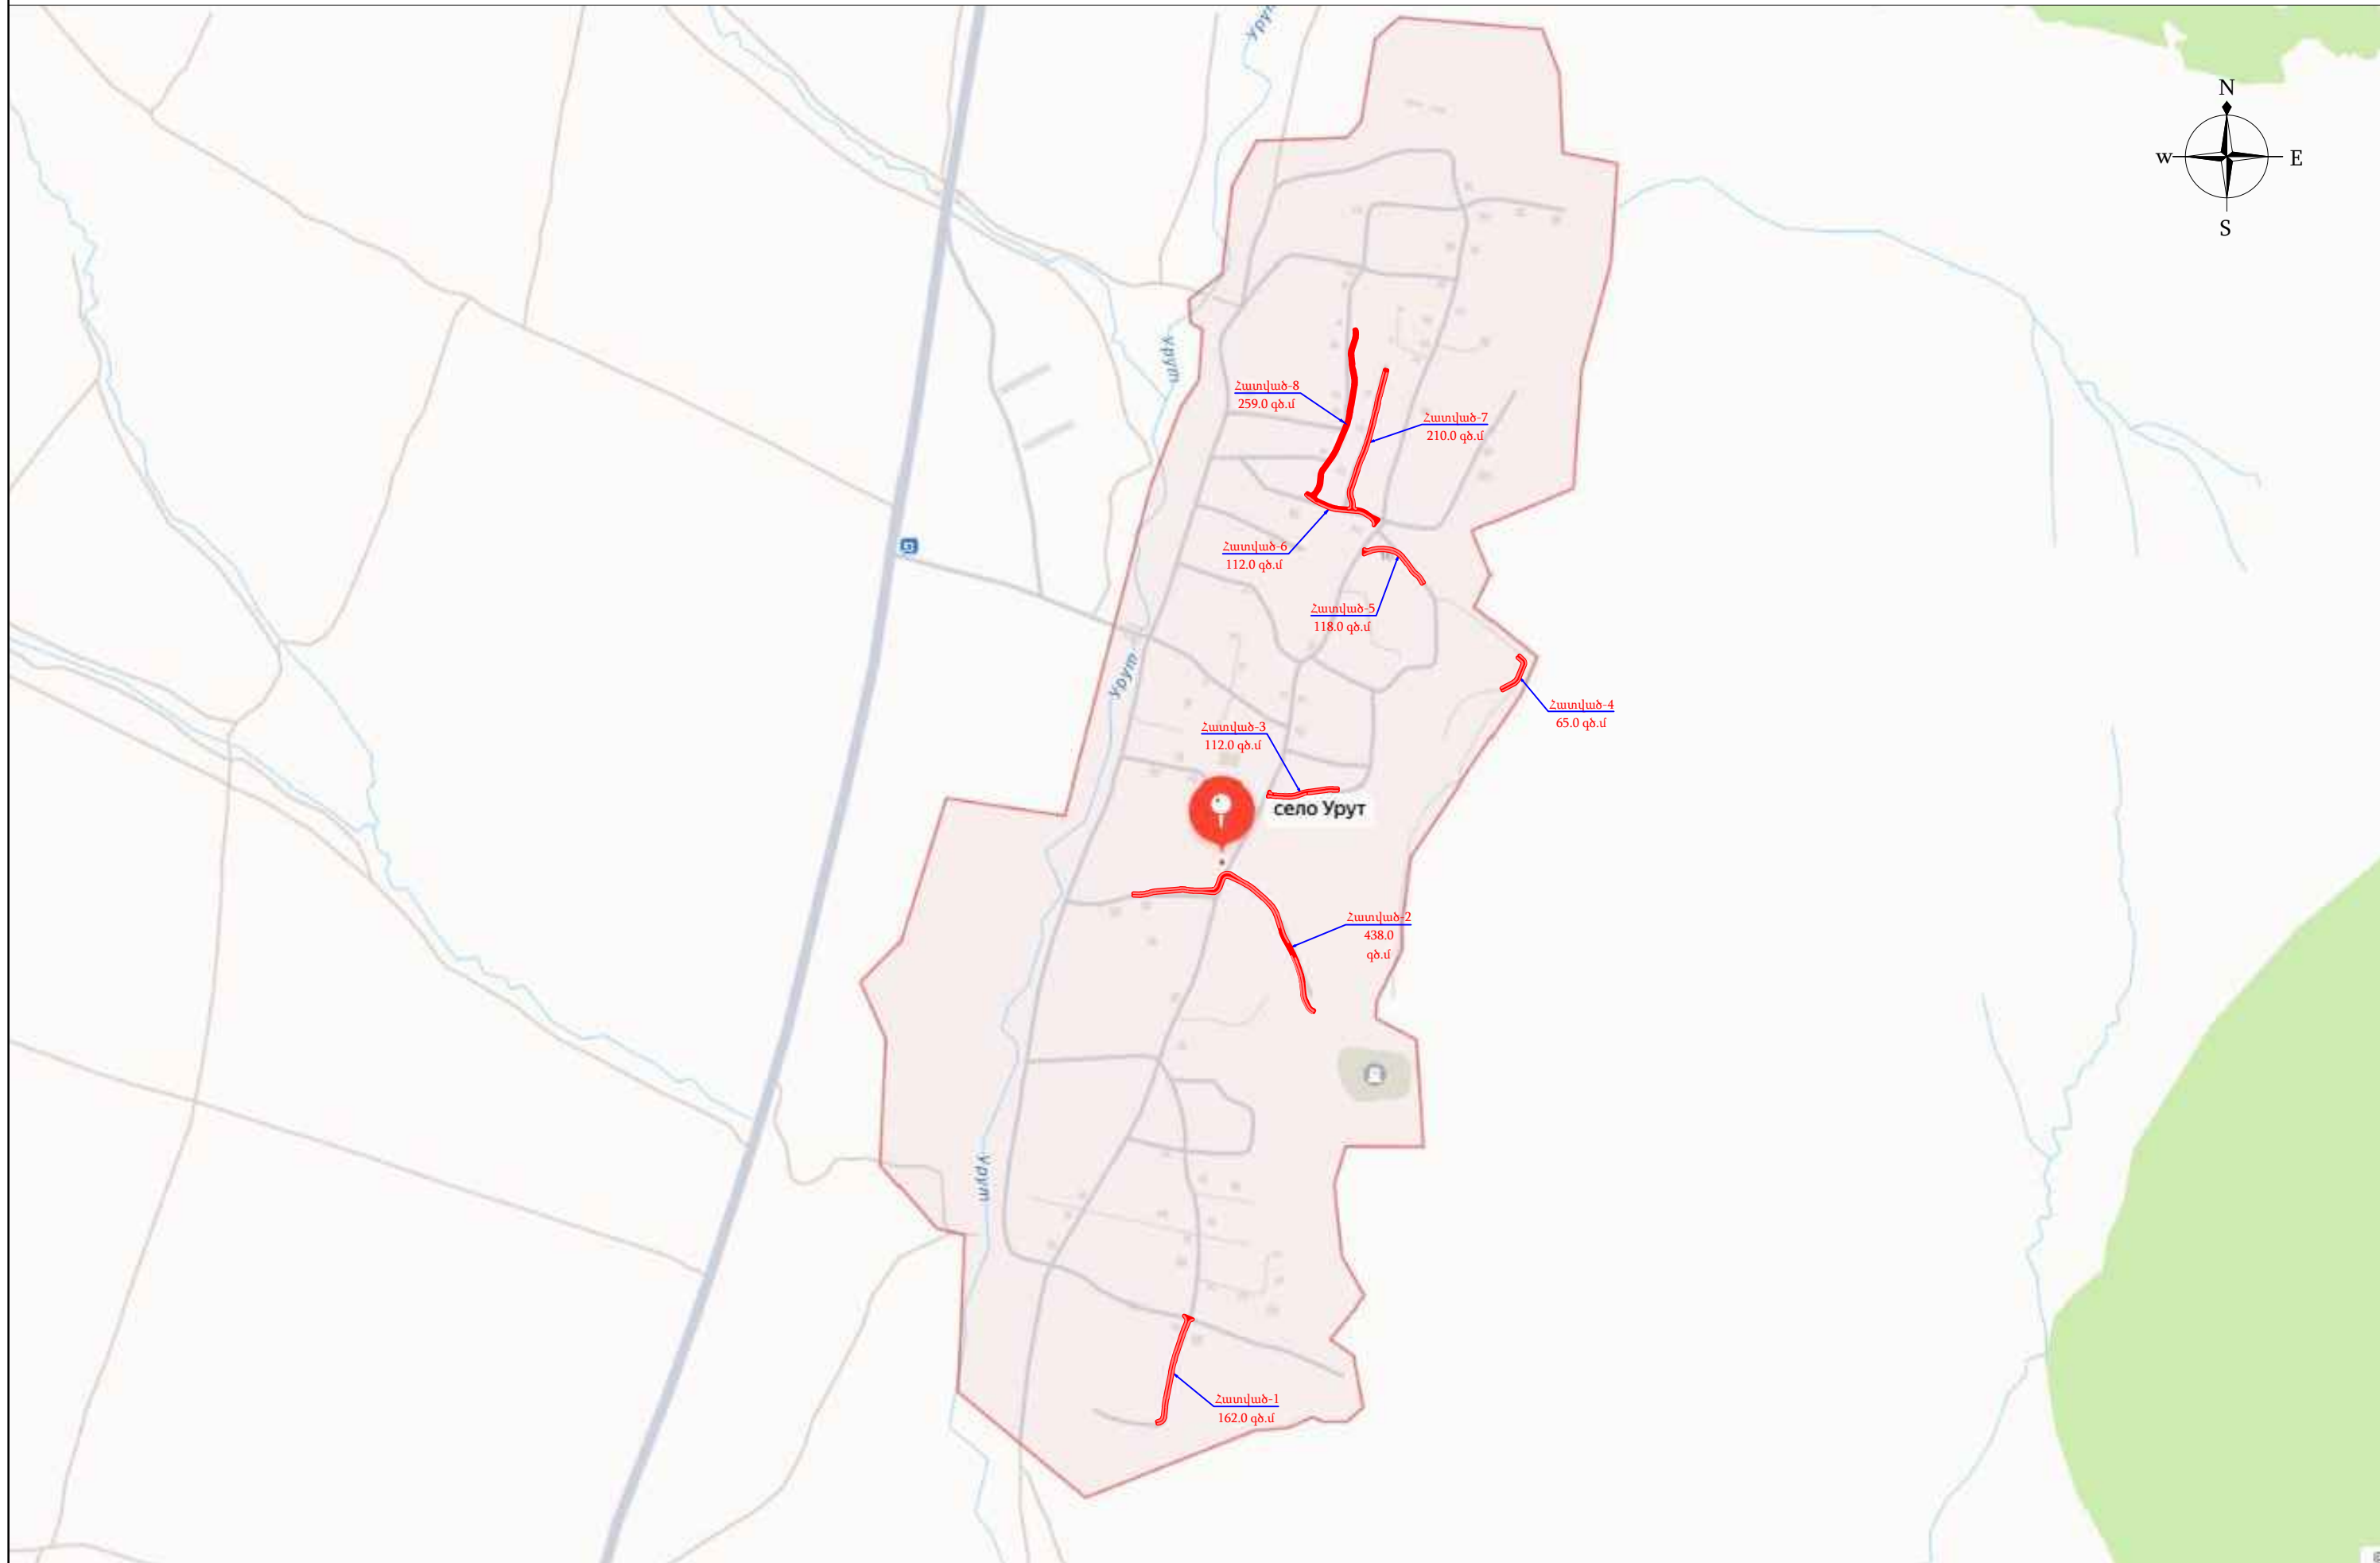 Урут
N
W
E
S
Урут
Հատված-8
259.0 գծ.մ
Հատված-7
210.0 գծ.մ
Հատված-6
112.0 գծ.մ
Հատված-5
118.0 գծ.մ
Урут
Հատված-4
65.0 գծ.մ
Հատված-3
112.0 գծ.մ
село Урут
Հատված-2
438.0
գծ.մ
Урут
Հատված-1
162.0 գծ.մ